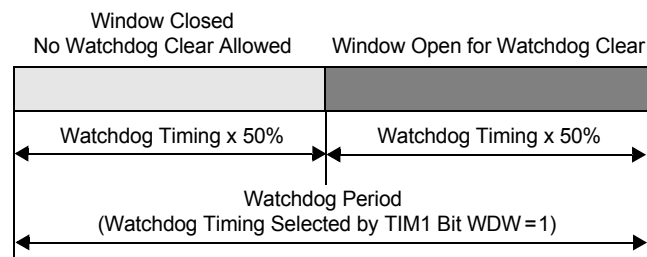 Window Closed
No Watchdog Clear Allowed
Window Open for Watchdog Clear
Watchdog Timing x 50%
Watchdog Timing x 50%
Watchdog Period
(Watchdog Timing Selected by TIM1 Bit WDW = 1)